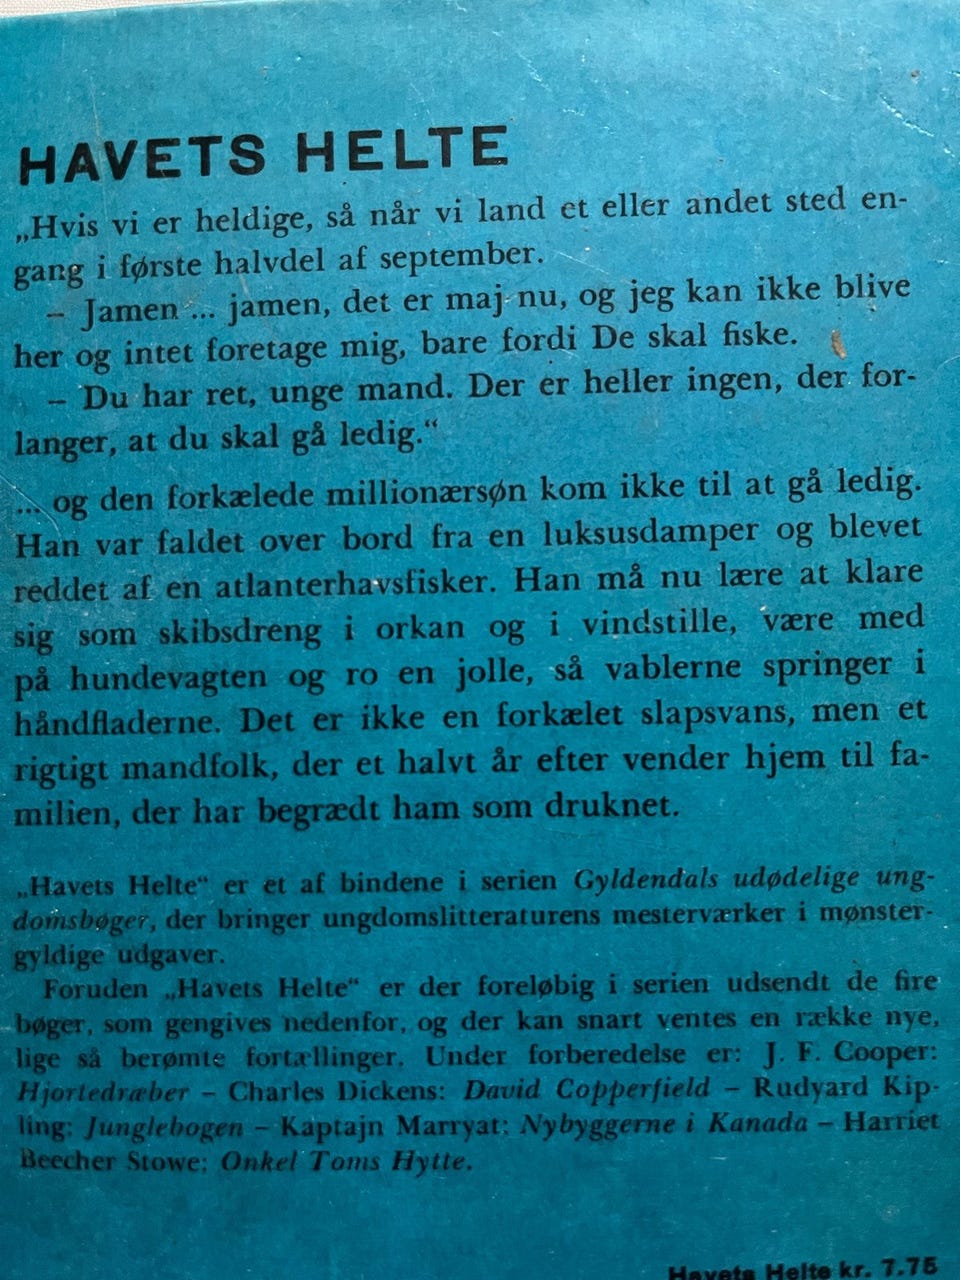 HAVETS HELTE
„Hvis vi er heldige, så når vi land et eller andet sted en-
gang i første halvdel af september.
– Jamen ... jamen, det er maj nu, og jeg kan ikke blive
her og intet foretage mig, bare fordi De skal fiske.
– Du har ret, unge mand. Der er heller ingen, der for-
langer, at du skal gå ledig.“
... og den forkælede millionærsøn kom ikke til at gå ledig.
Han var faldet over bord fra en luksusdamper og blevet
reddet af en atlanterhavsfisker. Han må nu lære at klare
sig som skibsdreng i orkan og i vindstille, være med
på hundevagten og ro en jolle, så vablerne springer i
håndfladerne. Det er ikke en forkælet slapsvans, men et
rigtigt mandfolk, der et halvt år efter vender hjem til fa-
milien, der har begrædt ham som druknet.
„Havets Helte“ er et af bindene i serien Gyldendals udødelige ung-
domsbøger, der bringer ungdomslitteraturens mesterværker i mønster-
gyldige udgaver.
Foruden „Havets Helte“ er der foreløbig i serien udsendt de fire
bøger, som gengives nedenfor, og der kan snart ventes en række nye,
lige så berømte fortællinger. Under forberedelse er: J. F. Cooper:
Hjortedræber – Charles Dickens: David Copperfield – Rudyard Kip-
ling: Junglebogen – Kaptajn Marryat: Nybyggerne i Kanada – Harriet
Beecher Stowe: Onkel Toms Hytte.
Havets Helte kr. 7.75